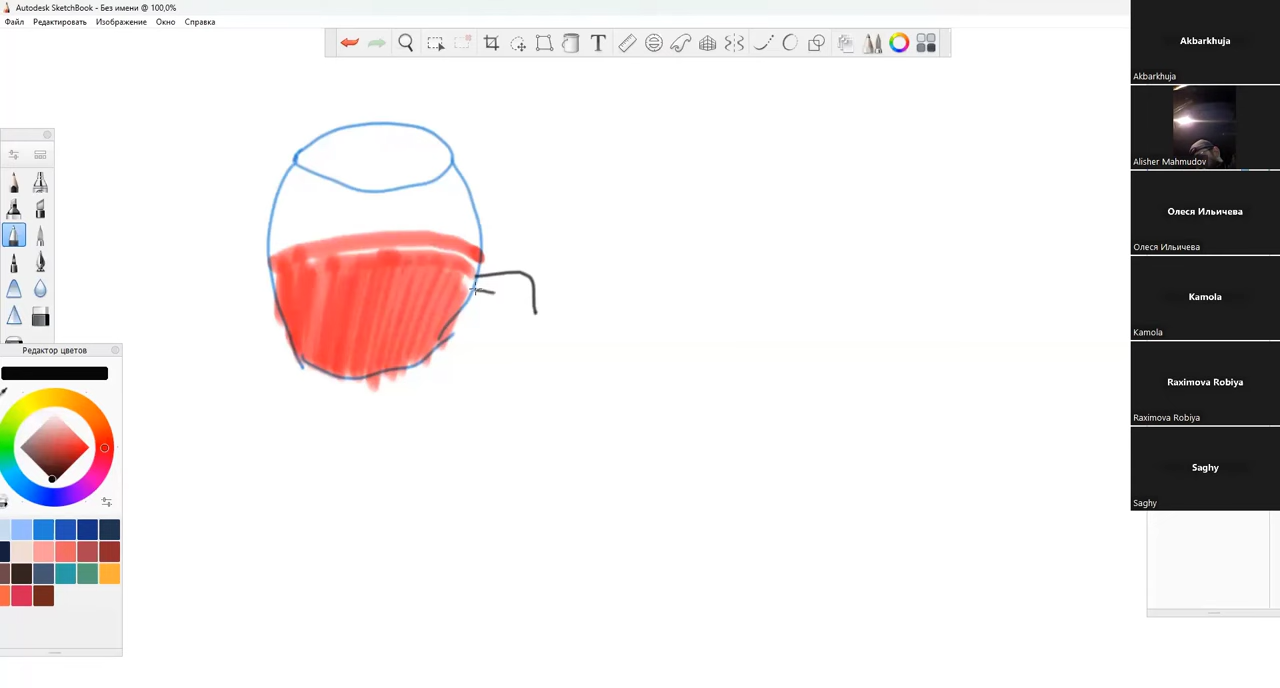 Autodesk SketchBook - Без имени @ 100,0%
Файл Редактировать Изображение Окно Справка
T
Редактор цветов
Akbarkhuja
Akbarkhuja
Alisher Mahmudov
Олеся Ильичева
Олеся Ильичева
Kamola
Kamola
Raximova Robiya
Raximova Robiya
Saghy
Saghy